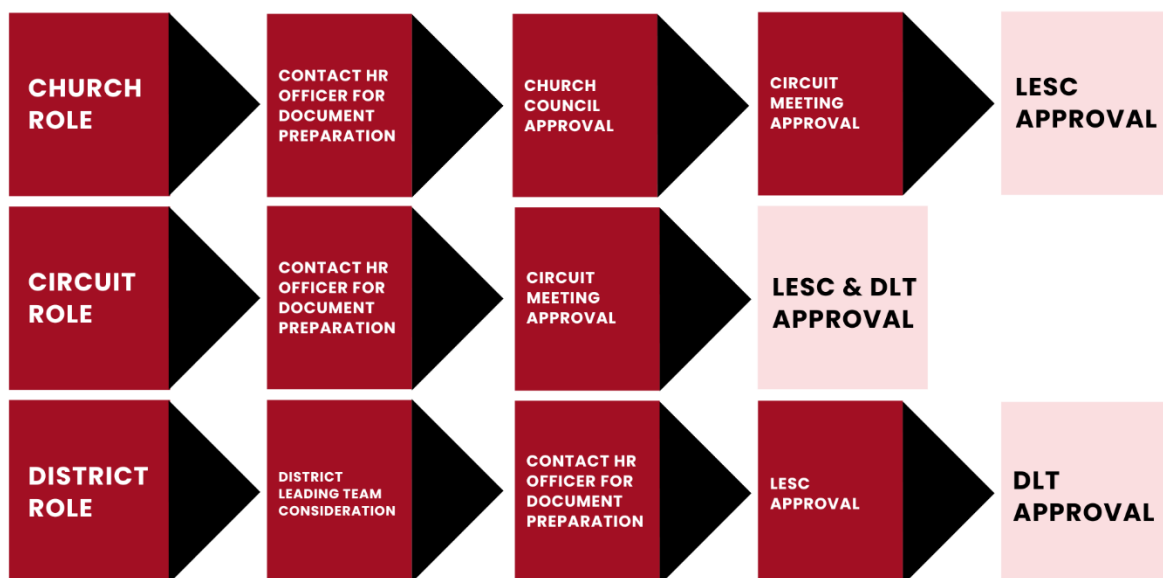 CHURCH
ROLE
CONTACT HR
OFFICER FOR
DOCUMENT
PREPARATION
CHURCH
COUNCIL
APPROVAL
CIRCUIT
MEETING
APPROVAL
LESC
APPROVAL
CIRCUIT
ROLE
CONTACT HR
OFFICER FOR
DOCUMENT
PREPARATION
CIRCUIT
MEETING
APPROVAL
LESC & DLT
APPROVAL
DISTRICT
ROLE
DISTRICT
LEADING TEAM
CONSIDERATION
CONTACT HR
OFFICER FOR
DOCUMENT
PREPARATION
LESC
APPROVAL
DLT
APPROVAL